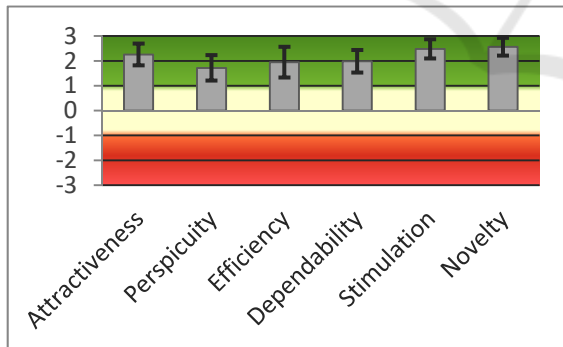 3
2
1
0
-1
-2
-3
Attractiveness
Perspicuity
Efficiency
Dependability
Stimulation
Novelty